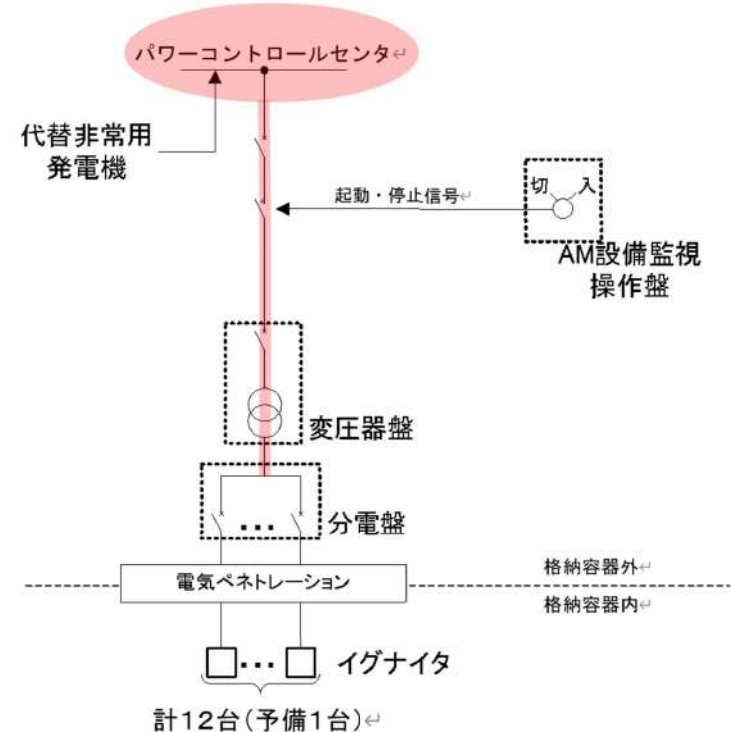 パワーコントロールセンタ↵
代替非常用
発電機
起動・停止信号↵
切 入
AM設備監視
操作盤
変圧器盤
分電盤
電気ペネトレーション
格納容器外↵
格納容器内↵
イグナイタ
計12台(予備1台)↵